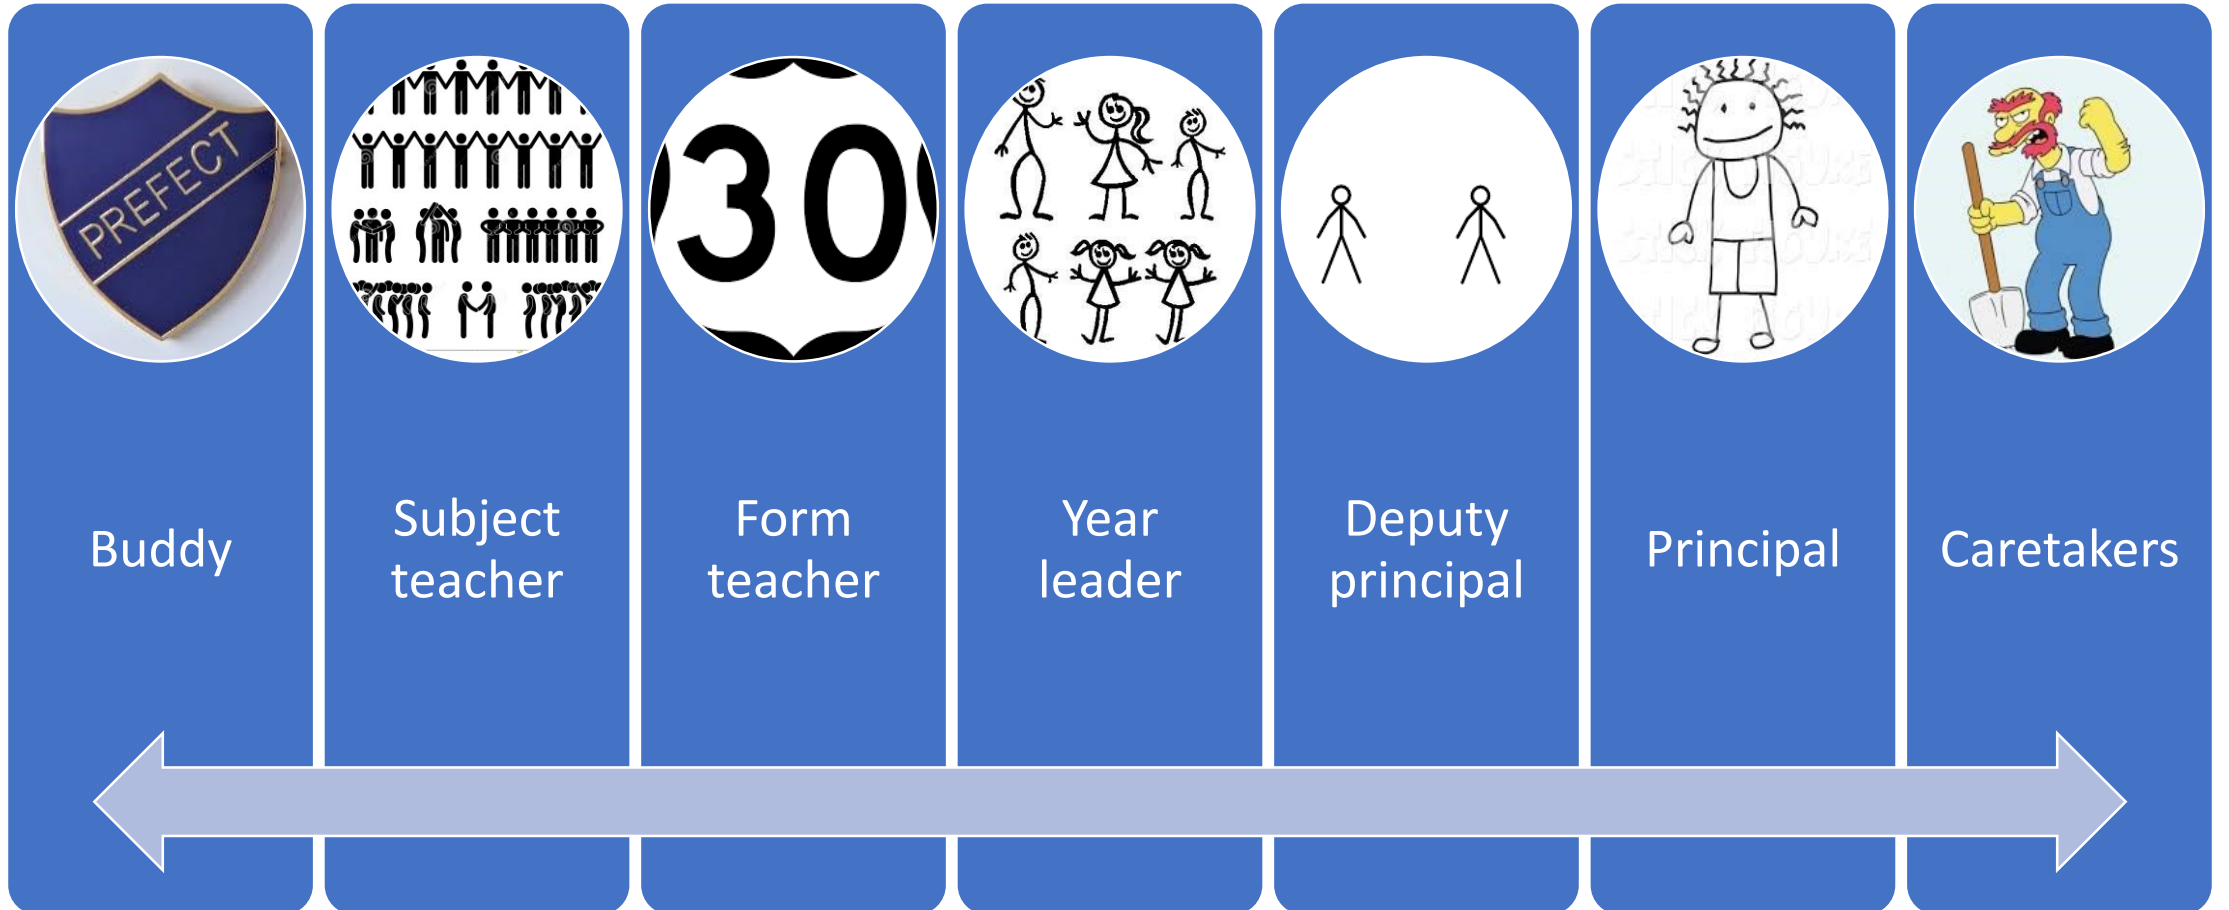 PREFECT
30
Buddy
Subject
teacher
Form
teacher
Year
leader
Deputy
principal
Principal
Caretakers